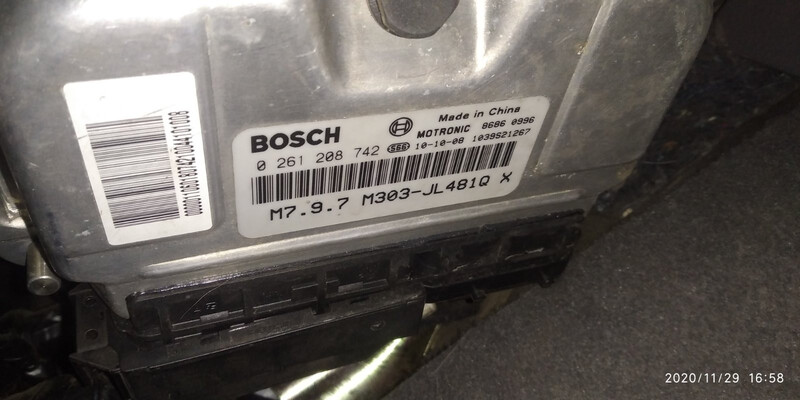 BOSCH
Made in China
MOTRONIC 8686 0996
0 261 208 742 SGG 10-10-08 1039S21267
M7.9.7 M303-JL481Q X
2020/11/29 16:58